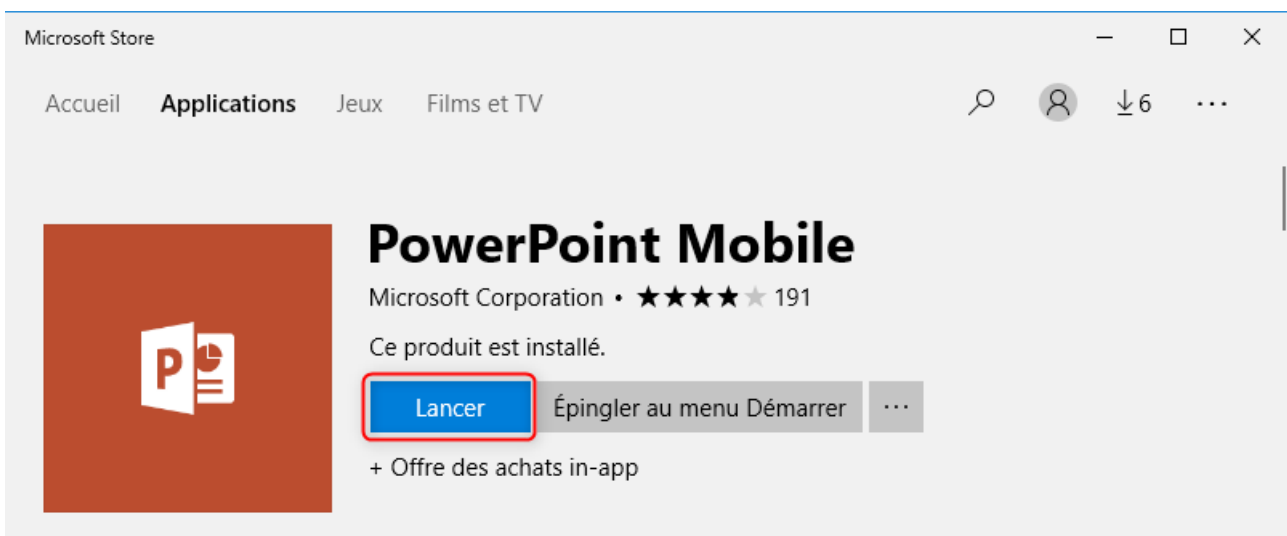 Microsoft Store
Accueil Applications Jeux Films et TV 6 ...
PowerPoint Mobile
Microsoft Corporation • ★★★★★ 191
Ce produit est installé.
Lancer Épingler au menu Démarrer ...
+ Offre des achats in-app
P